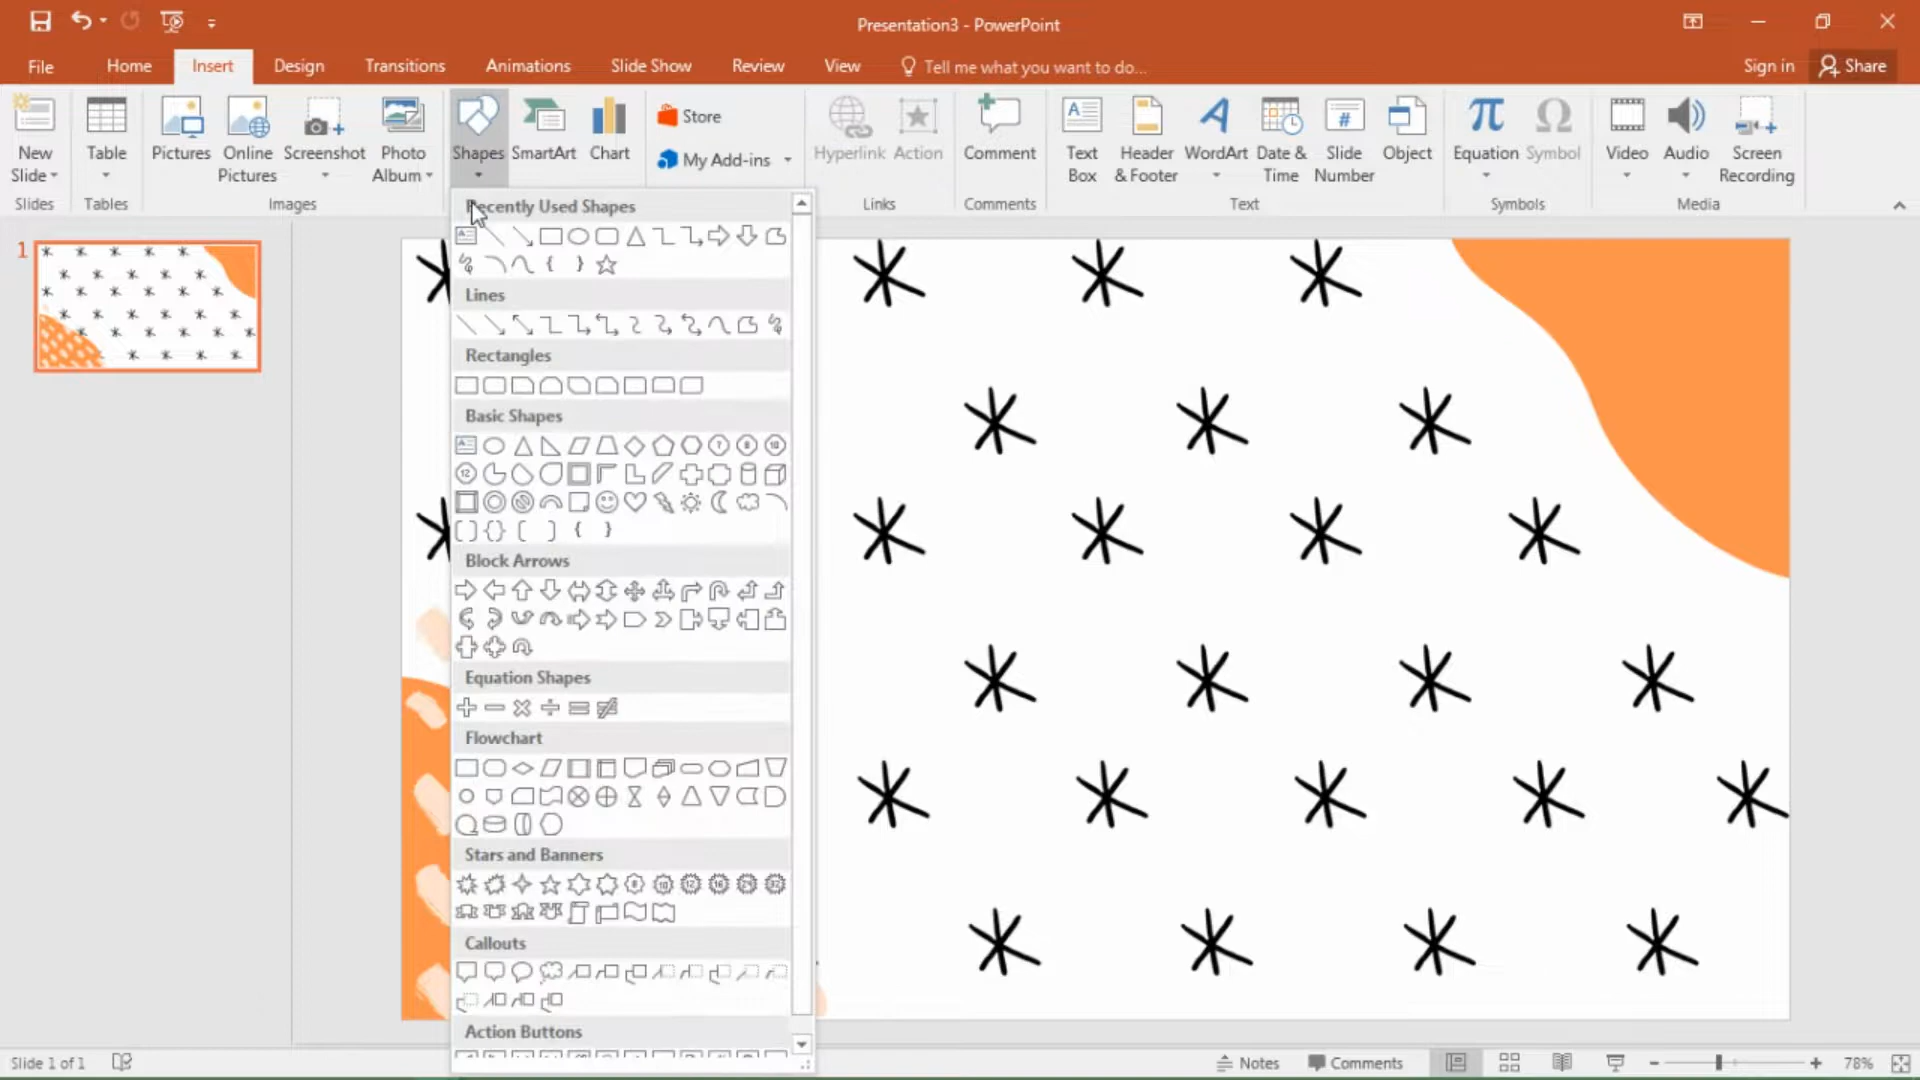 Presentation3 - PowerPoint
File Home Insert Design Transitions Animations Slide Show Review View Tell me what you want to do... Sign in Share
New Slide
Table
Pictures
Online Pictures
Screenshot
Photo Album
Shapes
SmartArt
Chart
Store
My Add-ins
Hyperlink
Action
Comment
Text Box
Header & Footer
WordArt
Date & Time
Slide Number
Object
Equation
Symbol
Video
Audio
Screen Recording
Slides Tables Images Links Comments Text Symbols Media
1
Recently Used Shapes
Lines
Rectangles
Basic Shapes
Block Arrows
Equation Shapes
Flowchart
Stars and Banners
Callouts
Action Buttons
Slide 1 of 1
Notes Comments 78%